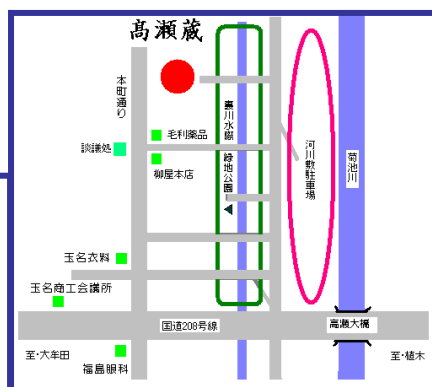 髙瀬蔵
本町通り
毛利薬品
談議処
柳屋本店
裏川水際緑地公園
河川敷駐車場
菊池川
玉名衣料
玉名商工会議所
国道208号線
高瀬大橋
至・大牟田
至・植木
福島眼科